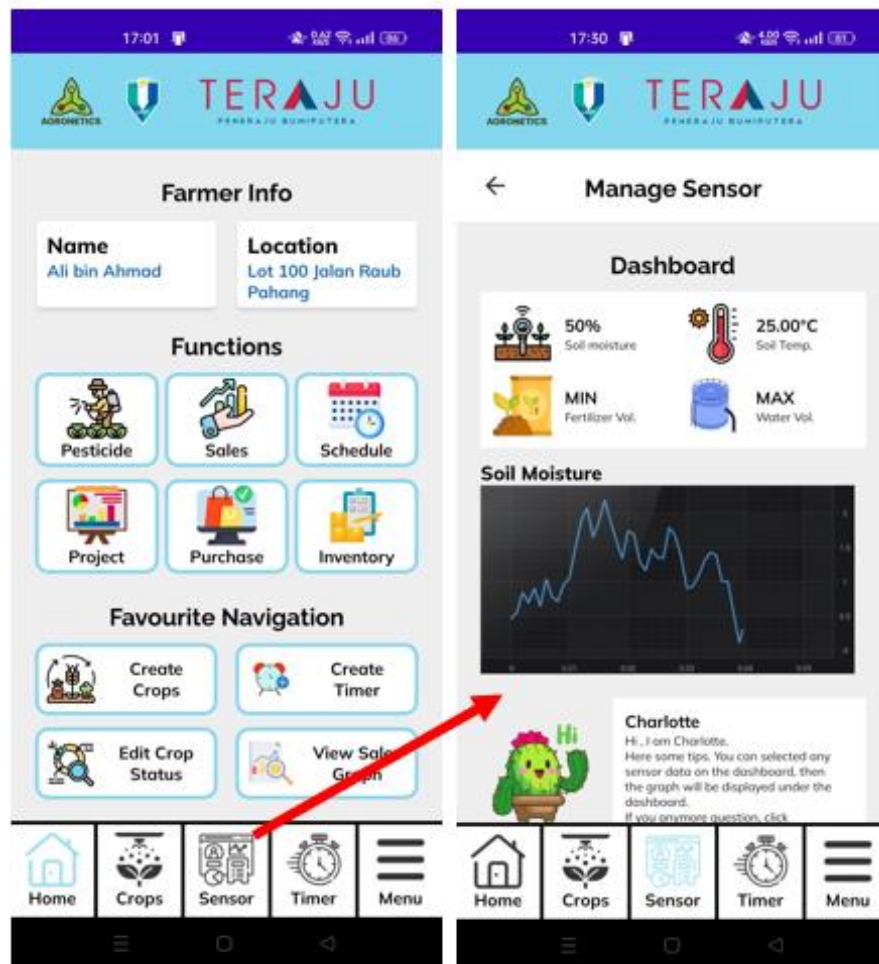 17:01
AGRONETICS
TERAJU
PENERAJU BUMIPUTERA
Farmer Info
Name
Ali bin Ahmad
Location
Lot 100 Jalan Raub
Pahang
Functions
Pesticide
Sales
Schedule
Project
Purchase
Inventory
Favourite Navigation
Create
Crops
Create
Timer
Edit Crop
Status
View Sales
Graph
Home
Crops
Sensor
Timer
Menu
17:30
AGRONETICS
TERAJU
PENERAJU BUMIPUTERA
Manage Sensor
Dashboard
50%
Soil moisture
25.00°C
Soil Temp.
MIN
Fertilizer Vol.
MAX
Water Vol.
Soil Moisture
Hi
Charlotte
Hi , I am Charlotte.
Here some tips. You can selected any
sensor data on the dashboard, then
the graph will be displayed under the
dashboard.
If you anymore question, click
Home
Crops
Sensor
Timer
Menu